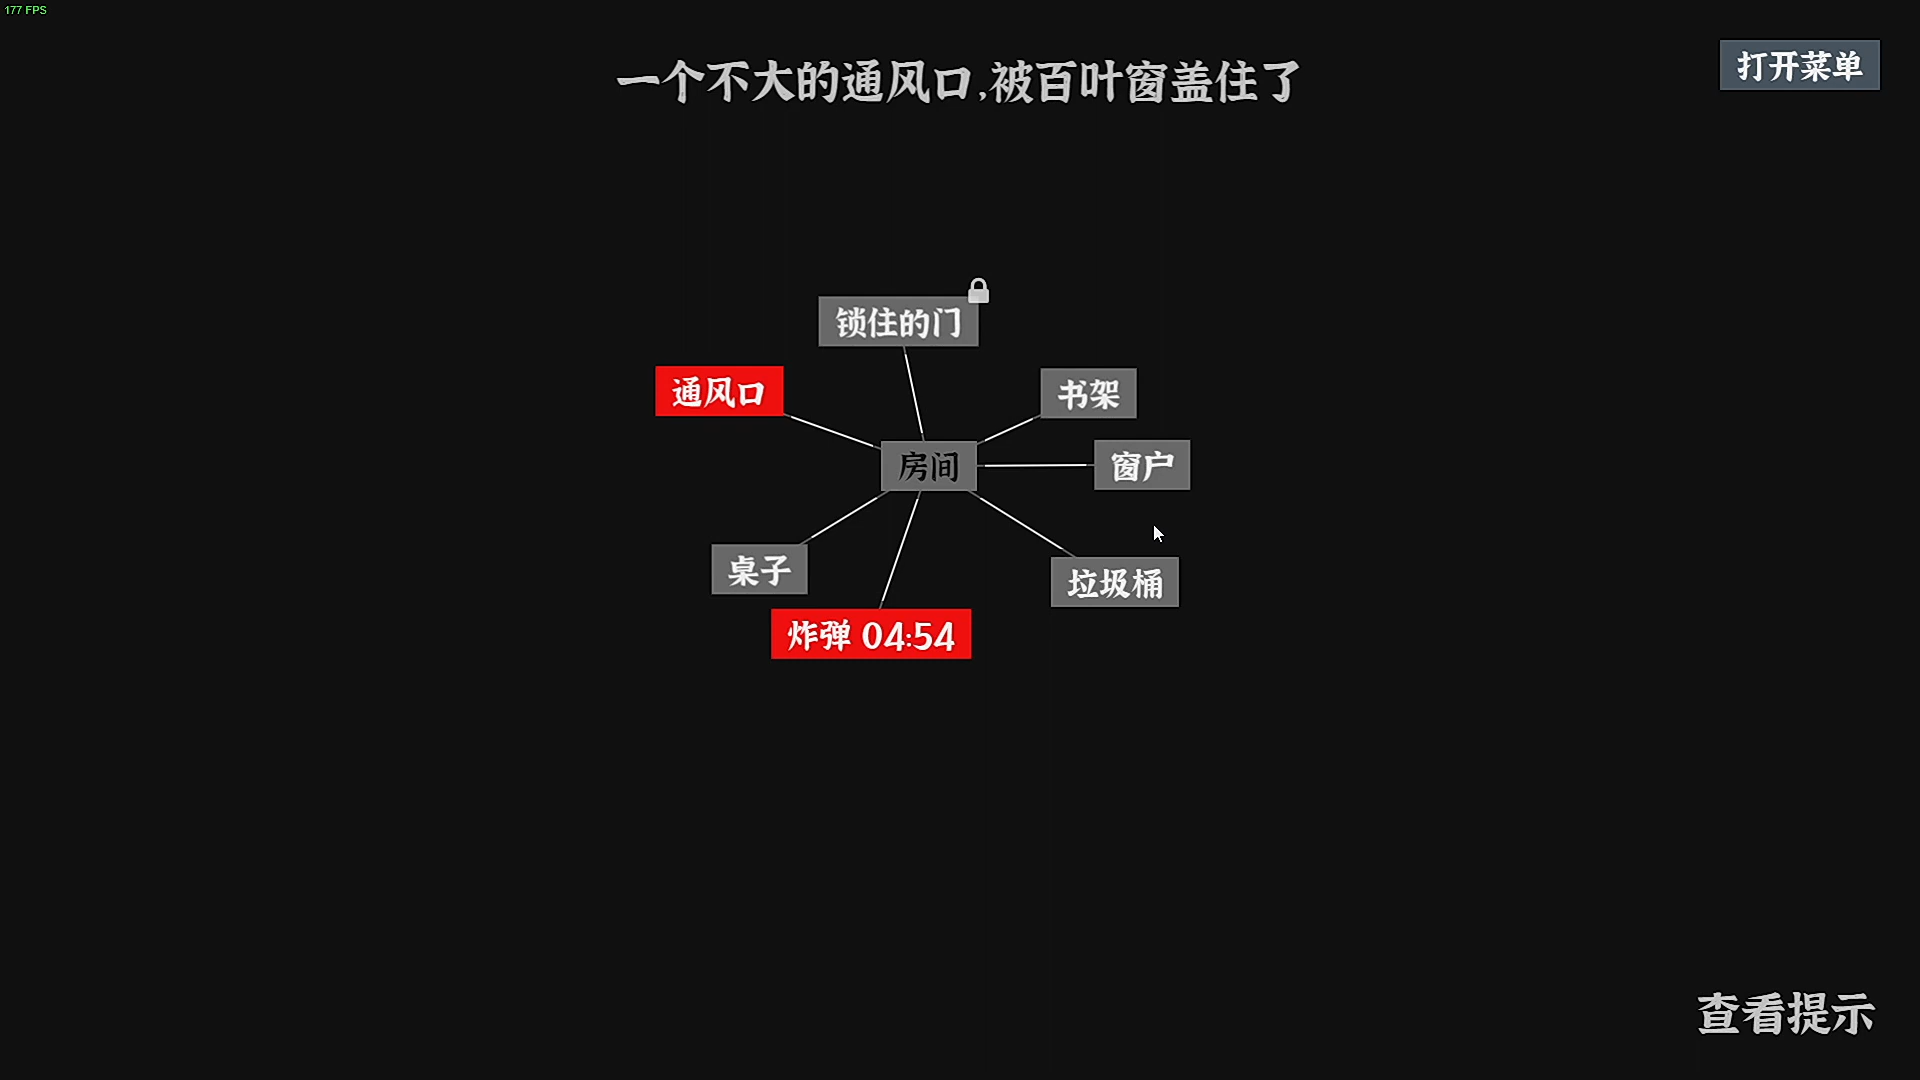 177 FPS
一个不大的通风口,被百叶窗盖住了
打开菜单
锁住的门
通风口
书架
房间
窗户
桌子
垃圾桶
炸弹 04:54
查看提示